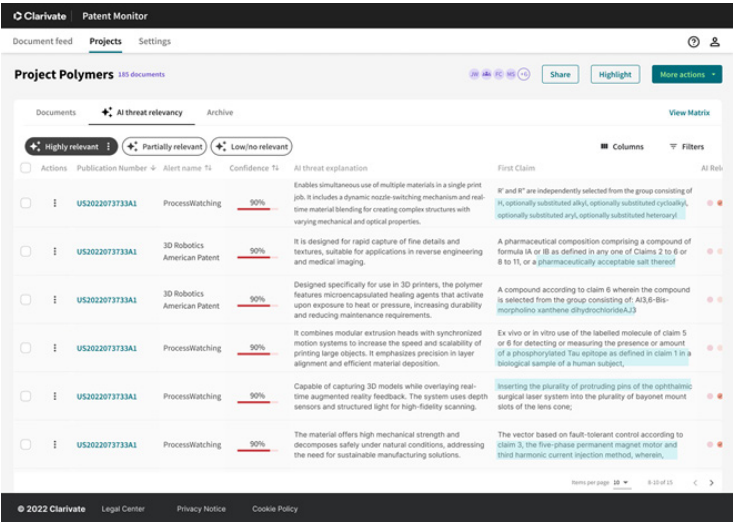 Clarivate Patent Monitor
Document feed Projects Settings
Project Polymers 185 documents JW FC MS +6 Share Highlight More actions
Documents AI threat relevancy Archive View Matrix
Highly relevant Partially relevant Low/no relevant Columns Filters
Actions Publication Number Alert name Confidence AI threat explanation First Claim AI Rel
Enables simultaneous use of multiple materials in a single print
job. It includes a dynamic nozzle-switching mechanism and real-
time material blending for creating complex structures with
varying mechanical and optical properties.
US2022073733A1 ProcessWatching 90%
R' and R" are independently selected from the group consisting of
H, optionally substituted alkyl, optionally substituted cycloalkyl,
optionally substituted aryl, optionally substituted heteroaryl
US2022073733A1
3D Robotics
American Patent
90%
It is designed for rapid capture of fine details and
textures, suitable for applications in reverse engineering
and medical imaging.
A pharmaceutical composition comprising a compound of
formula IA or IB as defined in any one of Claims 2 to 6 or
8 to 11, or a pharmaceutically acceptable salt thereof
US2022073733A1
3D Robotics
American Patent
90%
Designed specifically for use in 3D printers, the polymer
features microencapsulated healing agents that activate
upon exposure to heat or pressure, increasing durability
and reducing maintenance requirements.
A compound according to claim 6 wherein the compound
is selected from the group consisting of: AI3,6-Bis-
morpholino xanthene dihydrochlorideAJ3
US2022073733A1 ProcessWatching 90%
It combines modular extrusion heads with synchronized
motion systems to increase the speed and scalability of
printing large objects. It emphasizes precision in layer
alignment and efficient material deposition.
Ex vivo or in vitro use of the labelled molecule of claim 5
or 6 for detecting or measuring the presence or amount
of a phosphorylated Tau epitope as defined in claim 1 in a
biological sample of a human subject,
US2022073733A1 ProcessWatching 90%
Capable of capturing 3D models while overlaying real-
time augmented reality feedback. The system uses depth
sensors and structured light for high-fidelity scanning.
Inserting the plurality of protruding pins of the ophthalmic
surgical laser system into the plurality of bayonet mount
slots of the lens cone;
US2022073733A1 ProcessWatching 90%
The material offers high mechanical strength and
decomposes safely under natural conditions, addressing
the need for sustainable manufacturing solutions.
The vector based on fault-tolerant control according to
claim 3, the five-phase permanent magnet motor and
third harmonic current injection method, wherein,
Items per page: 10 of 15
© 2022 Clarivate Legal Center Privacy Notice Cookie Policy